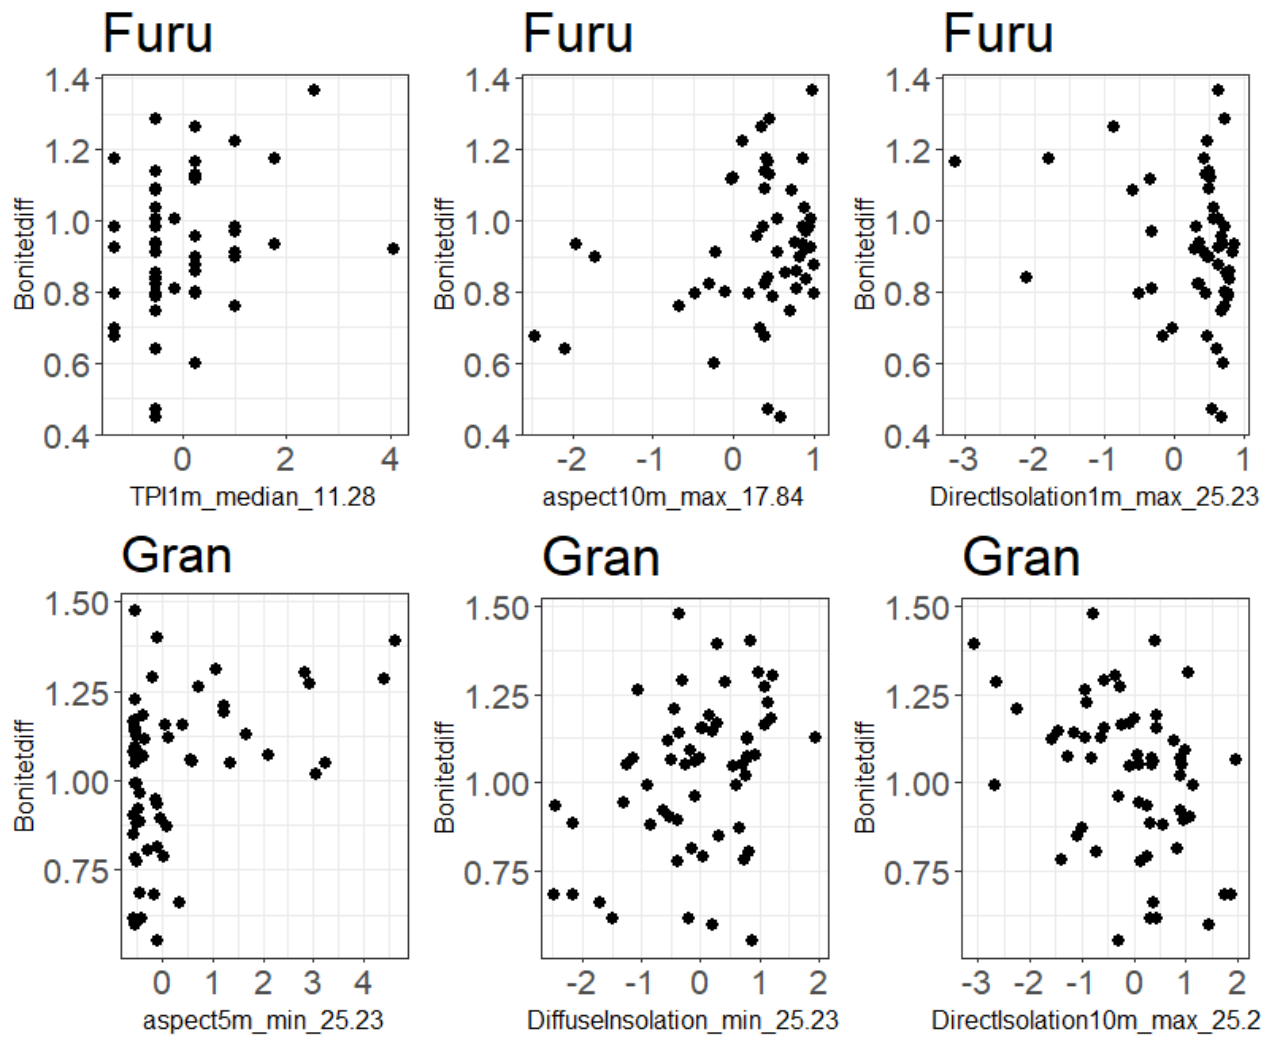 Furu
Furu
Furu
1.4
1.2
1.0
0.8
0.6
0.4
Bonitetdiff
0 2 4
TPI1m_median_11.28
1.4
1.2
1.0
0.8
0.6
0.4
Bonitetdiff
-2 -1 0 1
aspect10m_max_17.84
1.4
1.2
1.0
0.8
0.6
0.4
Bonitetdiff
-3 -2 -1 0 1
DirectIsolation1m_max_25.23
Gran
Gran
Gran
1.50
1.25
1.00
0.75
Bonitetdiff
0 1 2 3 4
aspect5m_min_25.23
1.50
1.25
1.00
0.75
Bonitetdiff
-2 -1 0 1 2
DiffuseInsolation_min_25.23
1.50
1.25
1.00
0.75
Bonitetdiff
-3 -2 -1 0 1 2
DirectIsolation10m_max_25.2